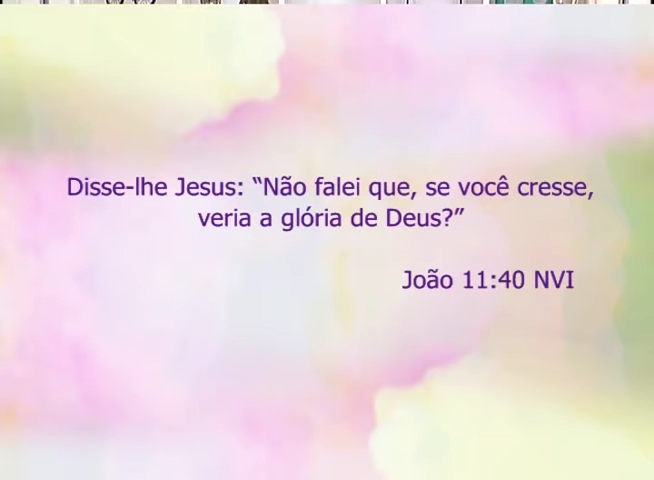 Disse-lhe Jesus: “Não falei que, se você cresse,
veria a glória de Deus?”
João 11:40 NVI